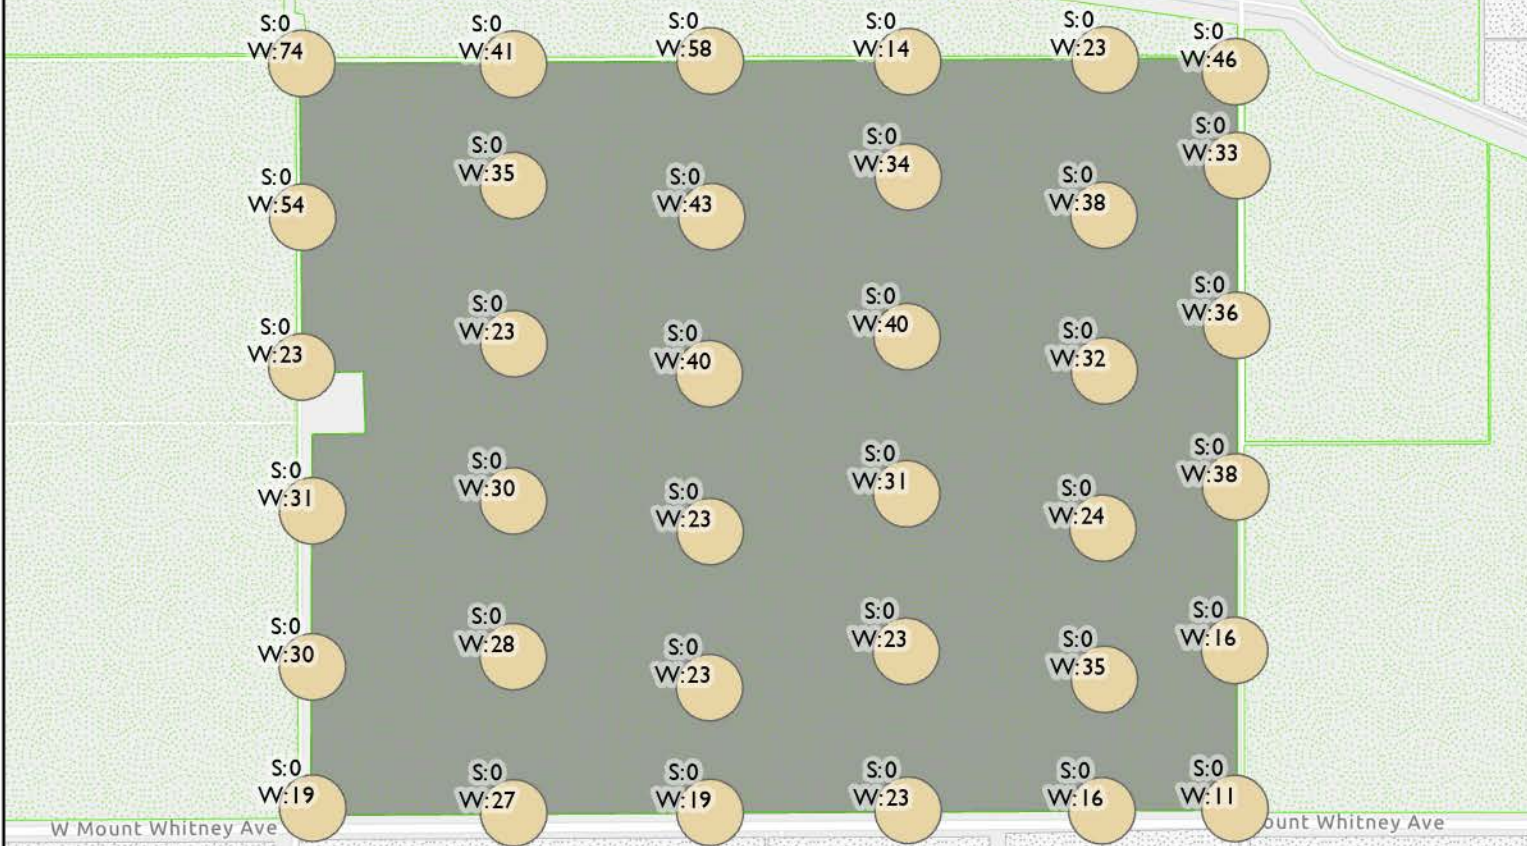 S:0
W:74
S:0
W:41
S:0
W:58
S:0
W:14
S:0
W:23
S:0
W:46
S:0
W:54
S:0
W:35
S:0
W:43
S:0
W:34
S:0
W:38
S:0
W:33
S:0
W:23
S:0
W:23
S:0
W:40
S:0
W:40
S:0
W:32
S:0
W:36
S:0
W:31
S:0
W:30
S:0
W:23
S:0
W:31
S:0
W:24
S:0
W:38
S:0
W:30
S:0
W:28
S:0
W:23
S:0
W:23
S:0
W:35
S:0
W:16
S:0
W:19
S:0
W:27
S:0
W:19
S:0
W:23
S:0
W:16
S:0
W:11
W Mount Whitney Ave
ount Whitney Ave